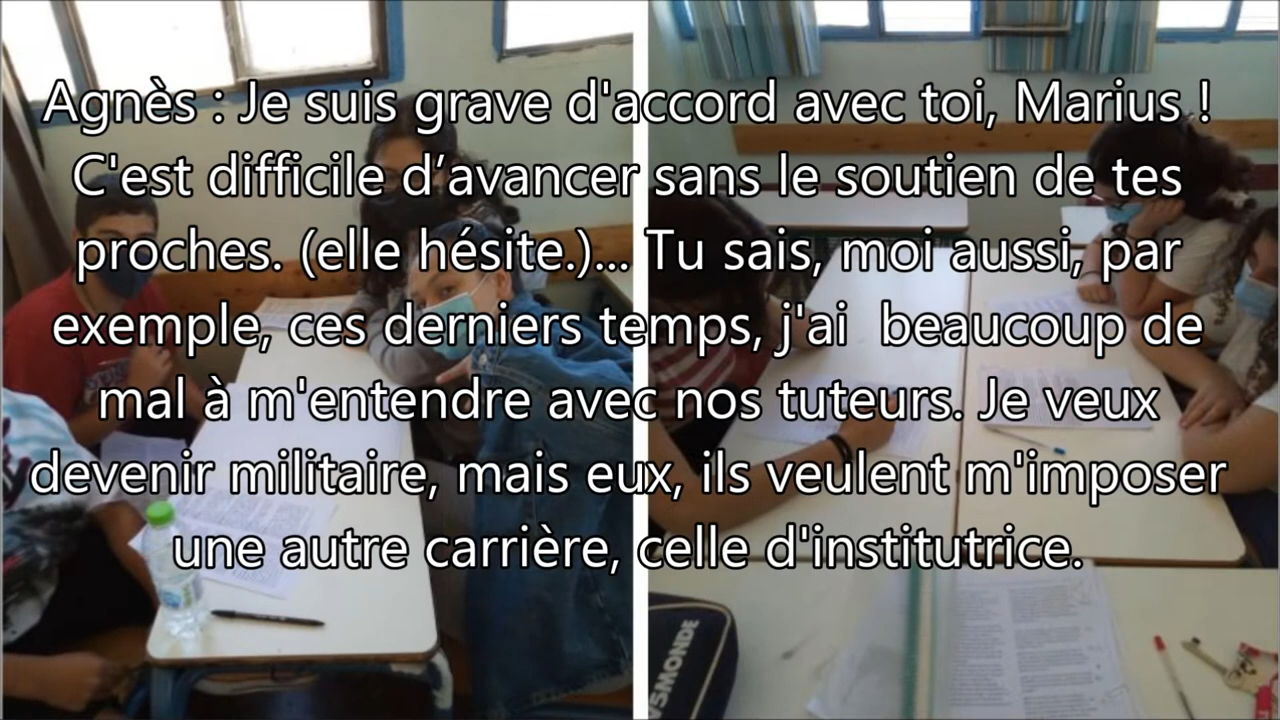 Agnès : Je suis grave d'accord avec toi, Marius !
C'est difficile d’avancer sans le soutien de tes
proches. (elle hésite.)... Tu sais, moi aussi, par
exemple, ces derniers temps, j'ai  beaucoup de
mal à m'entendre avec nos tuteurs. Je veux
devenir militaire, mais eux, ils veulent m'imposer
une autre carrière, celle d'institutrice.
VSMONDE